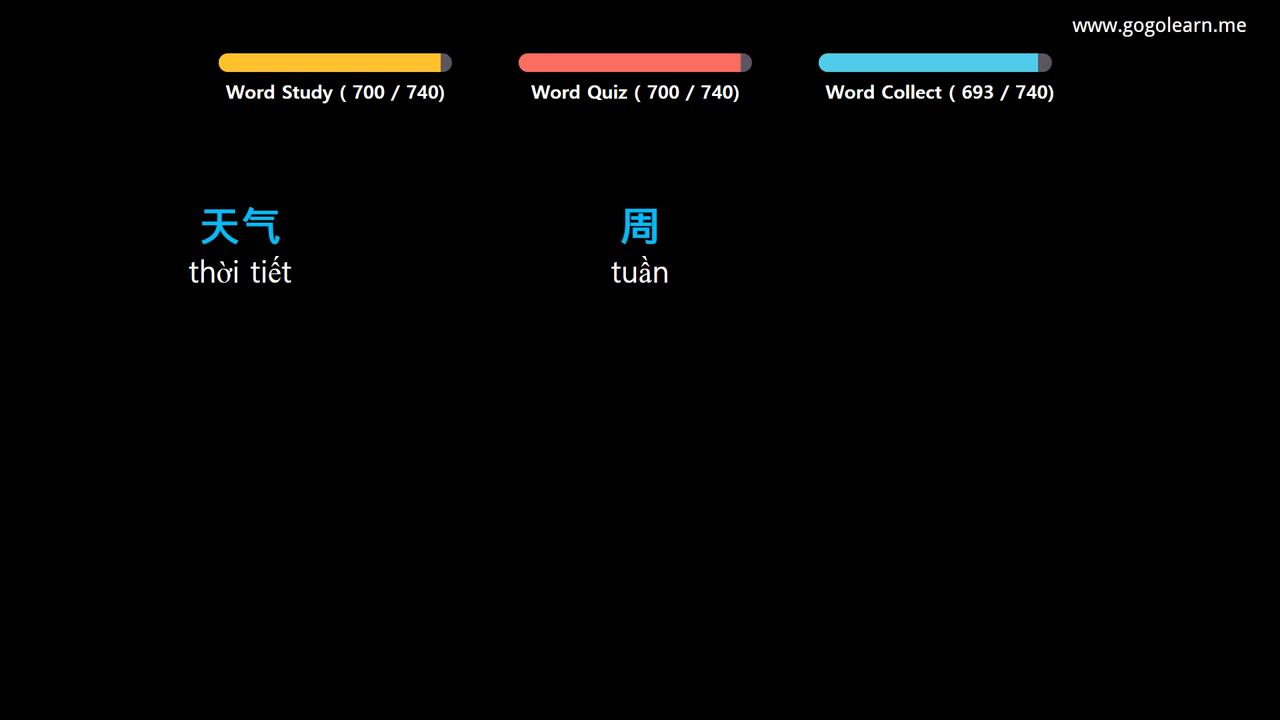 www.gogolearn.me
Word Study ( 700 / 740)
Word Quiz ( 700 / 740)
Word Collect ( 693 / 740)
天气
thời tiết
周
tuần